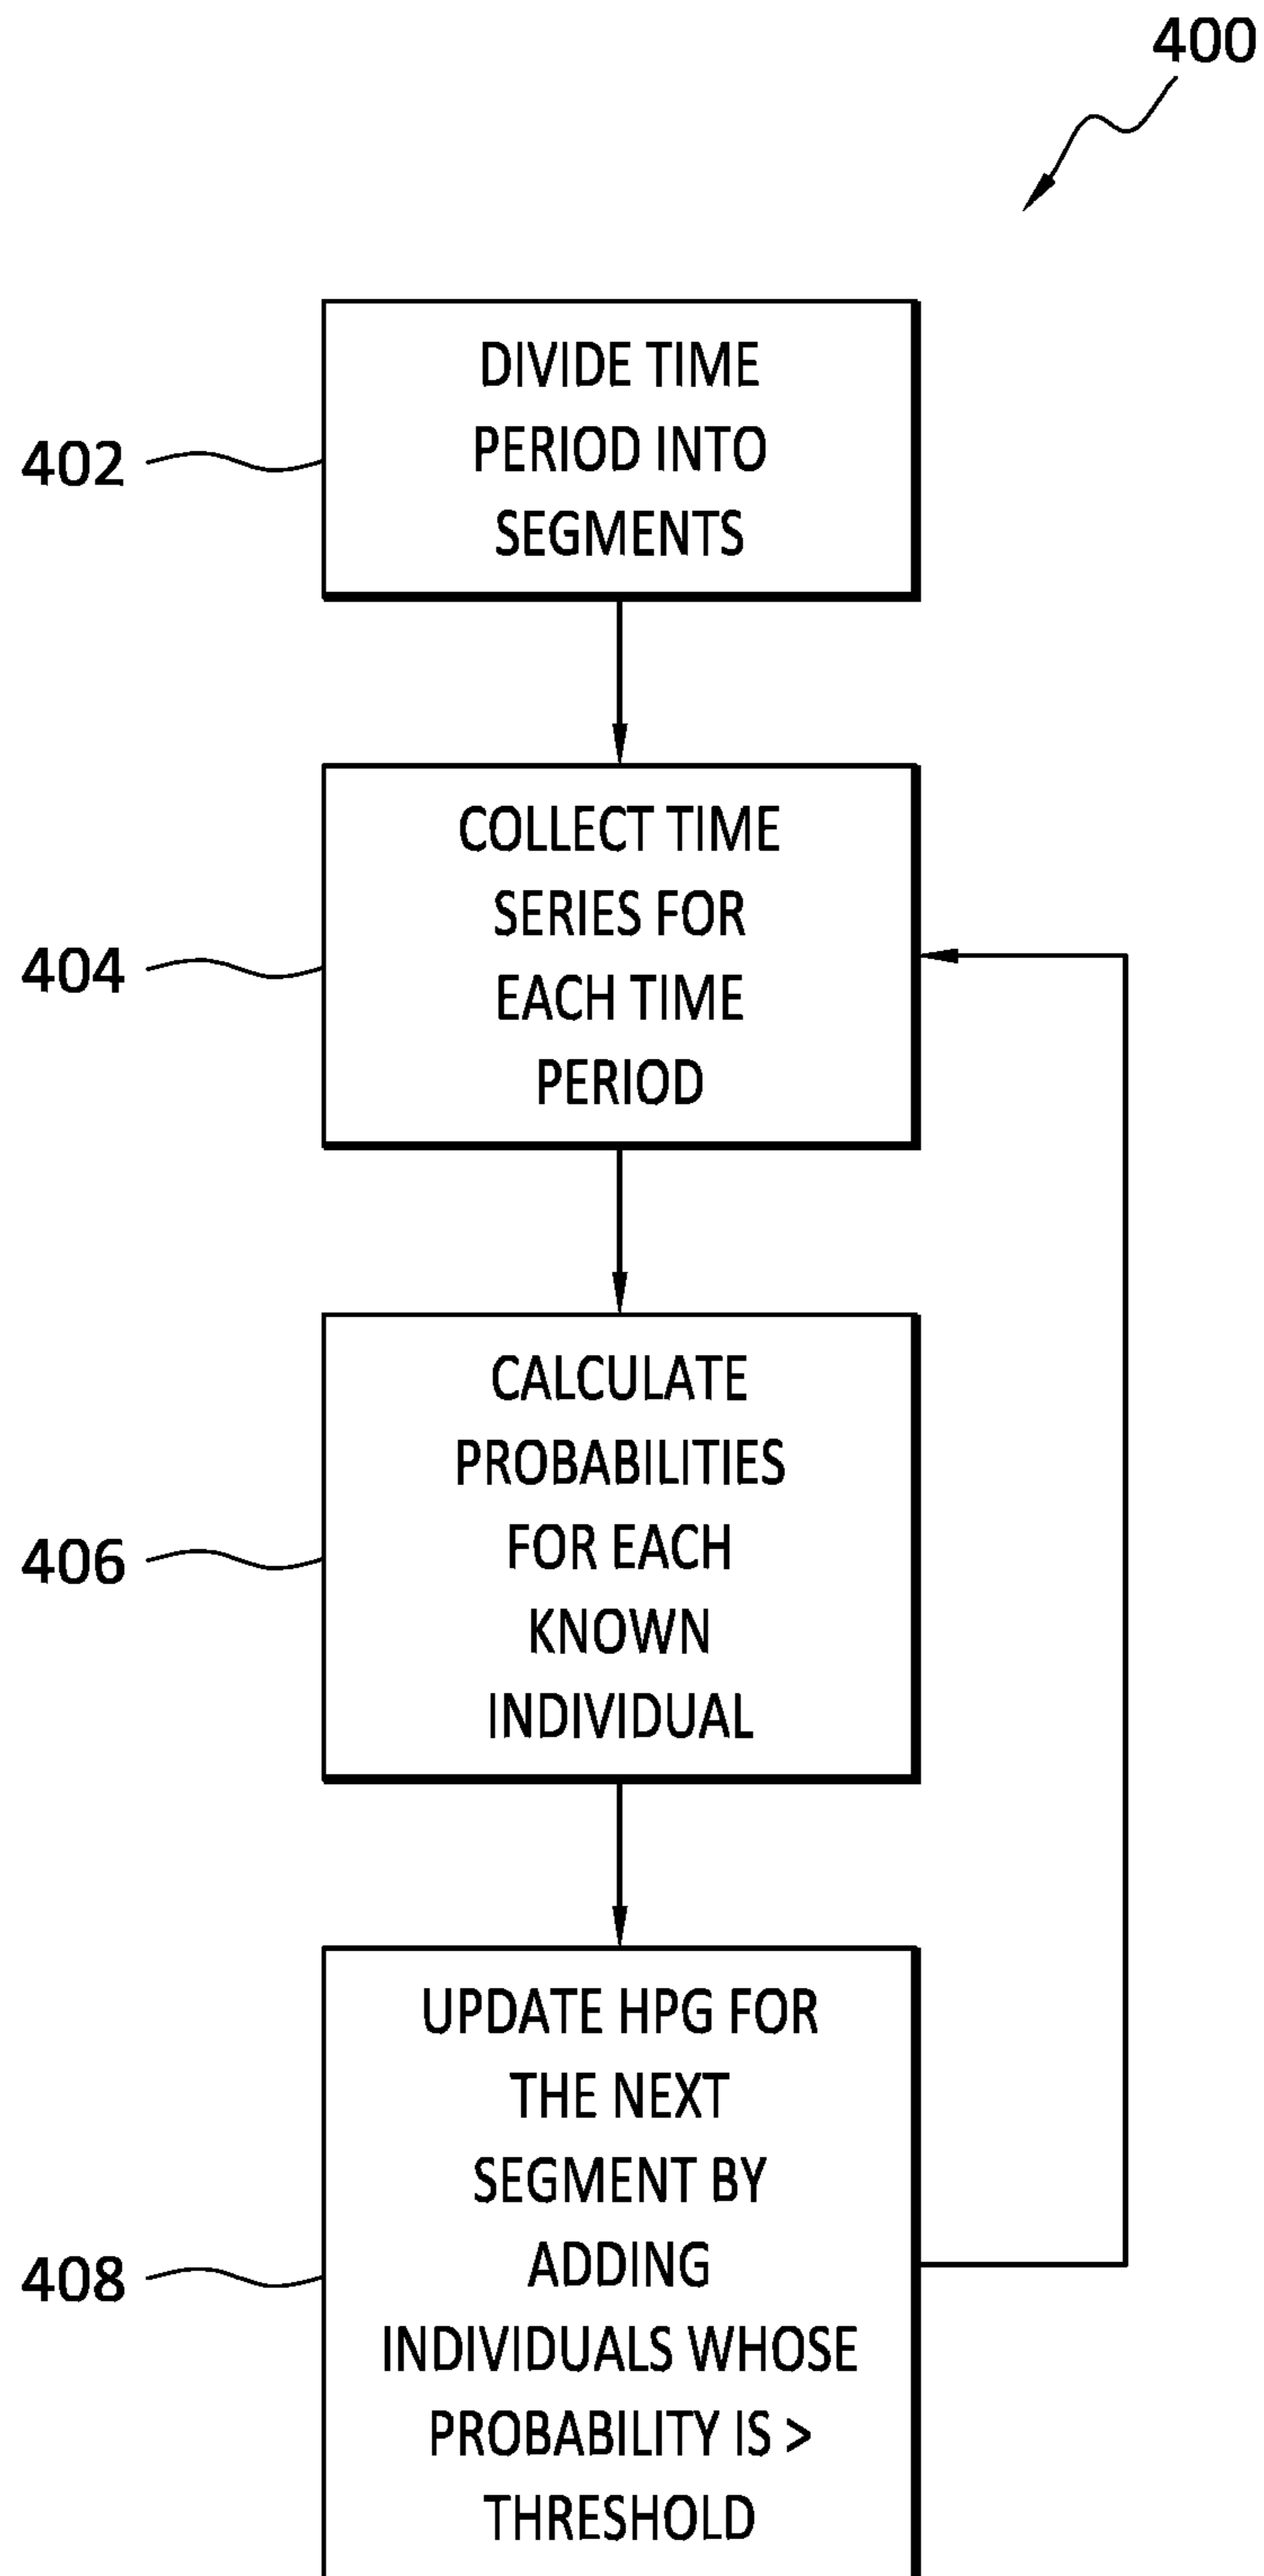 400
DIVIDE TIME
PERIOD INTO
SEGMENTS
402
COLLECT TIME
SERIES FOR
EACH TIME
PERIOD
404
CALCULATE
PROBABILITIES
FOR EACH
KNOWN
INDIVIDUAL
406
UPDATE HPG FOR
THE NEXT
SEGMENT BY
ADDING
INDIVIDUALS WHOSE
PROBABILITY IS >
THRESHOLD
408